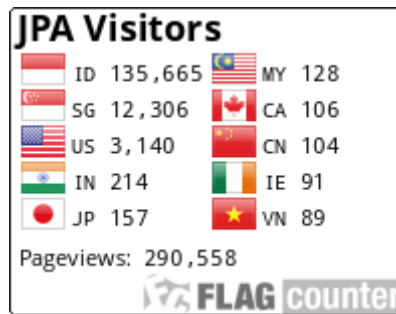 JPA Visitors
ID 135,665 MY 128
SG 12,306 CA 106
US 3,140 CN 104
IN 214 IE 91
JP 157 VN 89
Pageviews: 290,558
FLAG counter